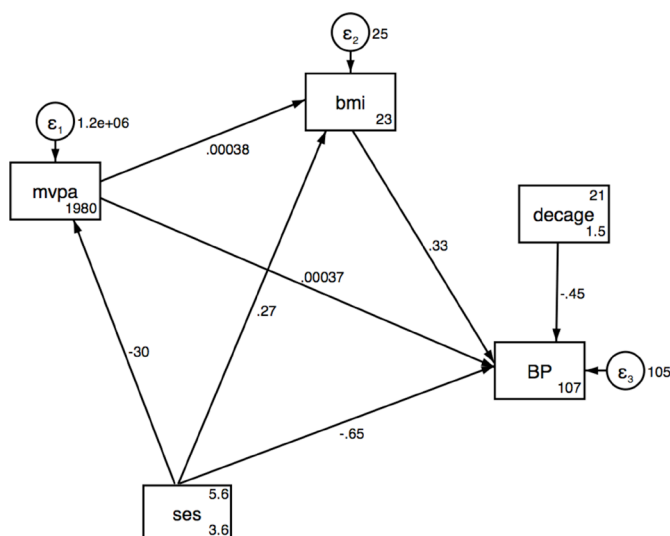 ε2 25
bmi
23
ε1 1.2e+06
.00038
mvpa
1980
21
decage
1.5
.33
.00037
.27
-.45
-30
BP
107
ε3 105
-.65
5.6
ses
3.6